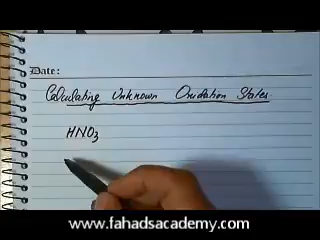 Date:
Calculating Unknown Oxidation States
HNO3
www.fahadsacademy.com